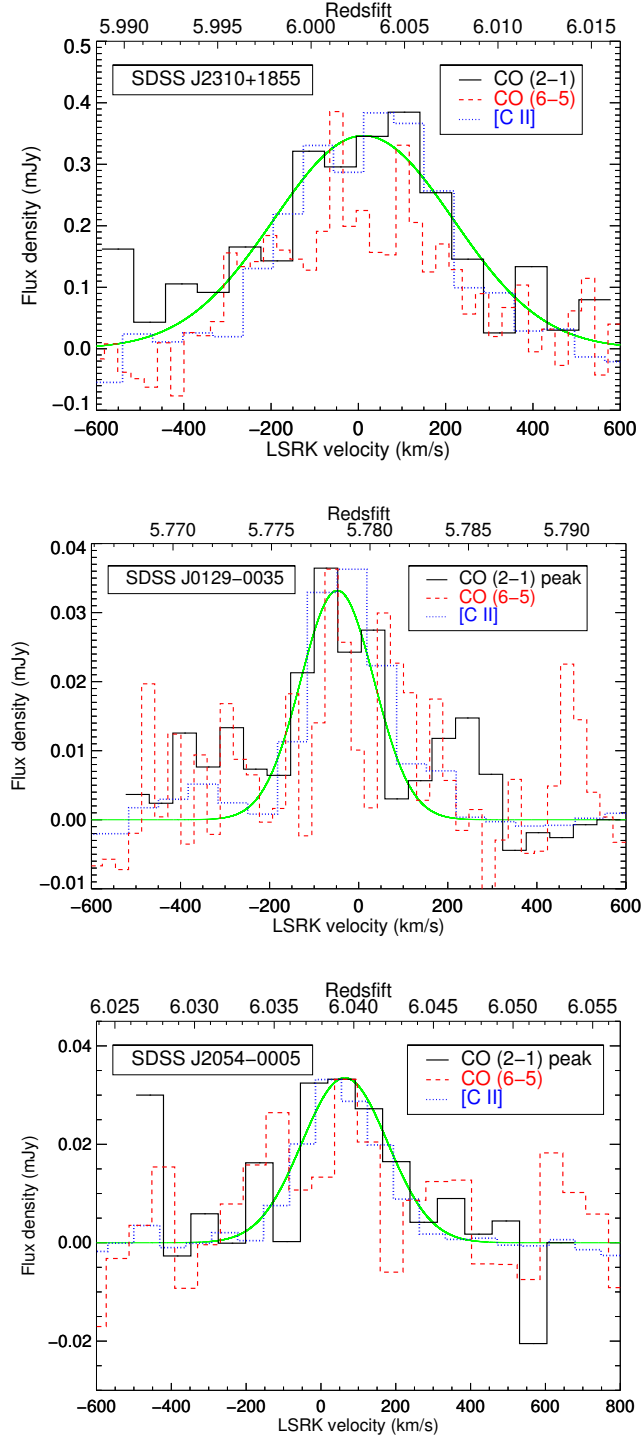 Redsfift
5.990 5.995 6.000 6.005 6.010 6.015
SDSS J2310+1855
CO (2−1)
CO (6−5)
[C II]
Flux density (mJy)
0.5
0.4
0.3
0.2
0.1
0.0
−0.1
−600 −400 −200 0 200 400 600
LSRK velocity (km/s)
Redsfift
5.770 5.775 5.780 5.785 5.790
SDSS J0129−0035
CO (2−1) peak
CO (6−5)
[C II]
Flux density (mJy)
0.04
0.03
0.02
0.01
0.00
−0.01
−600 −400 −200 0 200 400 600
LSRK velocity (km/s)
Redsfift
6.025 6.030 6.035 6.040 6.045 6.050 6.055
SDSS J2054−0005
CO (2−1) peak
CO (6−5)
[C II]
Flux density (mJy)
0.04
0.02
0.00
−0.02
−600 −400 −200 0 200 400 600 800
LSRK velocity (km/s)